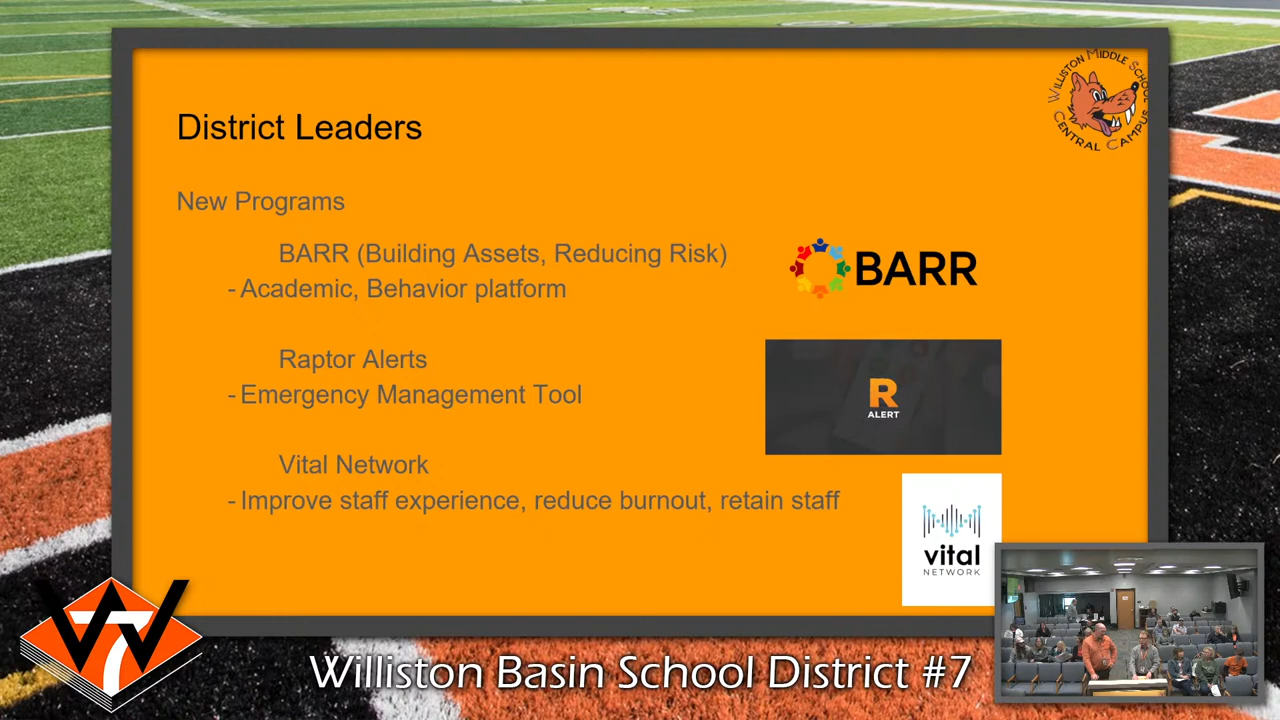 WILLISTON MIDDLE SCHOOL
CENTRAL CAMPUS
District Leaders
New Programs
BARR (Building Assets, Reducing Risk)
- Academic, Behavior platform
BARR
Raptor Alerts
- Emergency Management Tool
R
ALERT
Vital Network
- Improve staff experience, reduce burnout, retain staff
vital
NETWORK
W7
Williston Basin School District #7